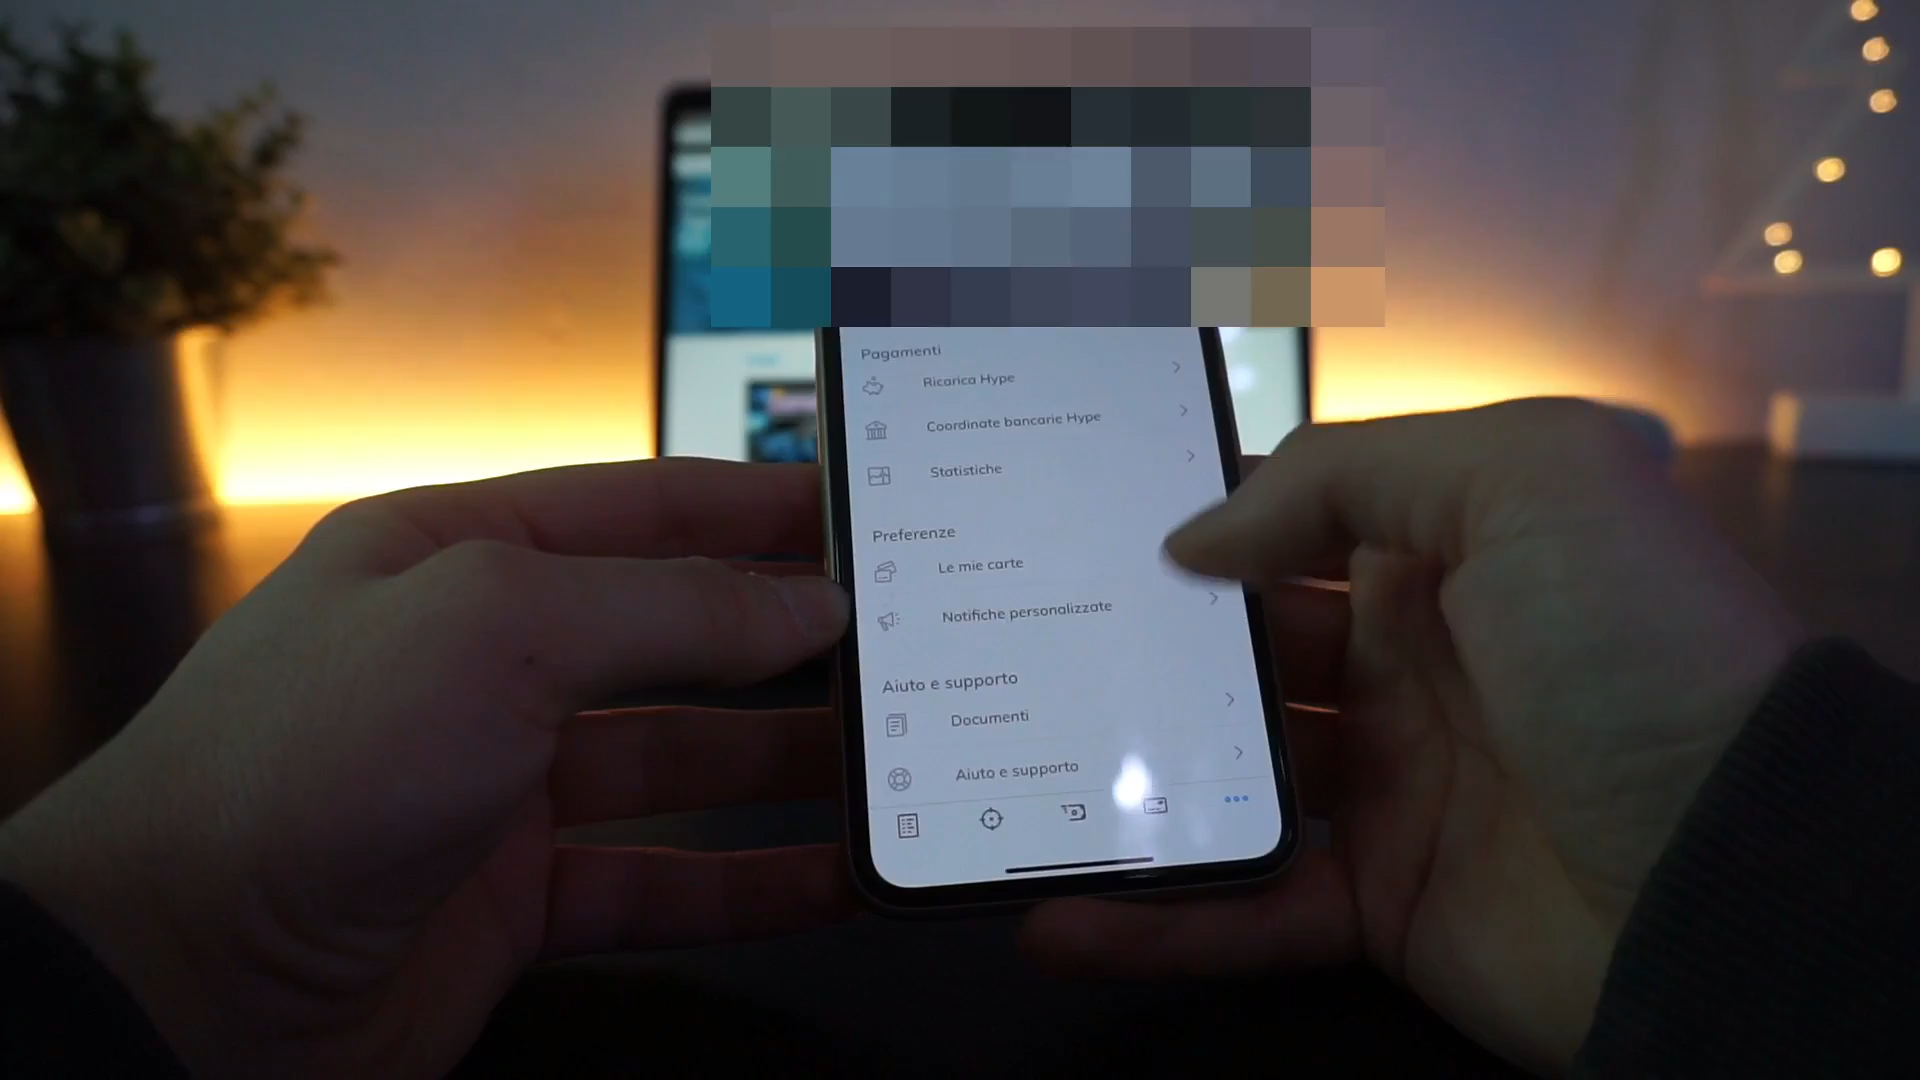 Pagamenti
Ricarica Hype
Coordinate bancarie Hype
Statistiche
Preferenze
Le mie carte
Notifiche personalizzate
Aiuto e supporto
Documenti
Aiuto e supporto